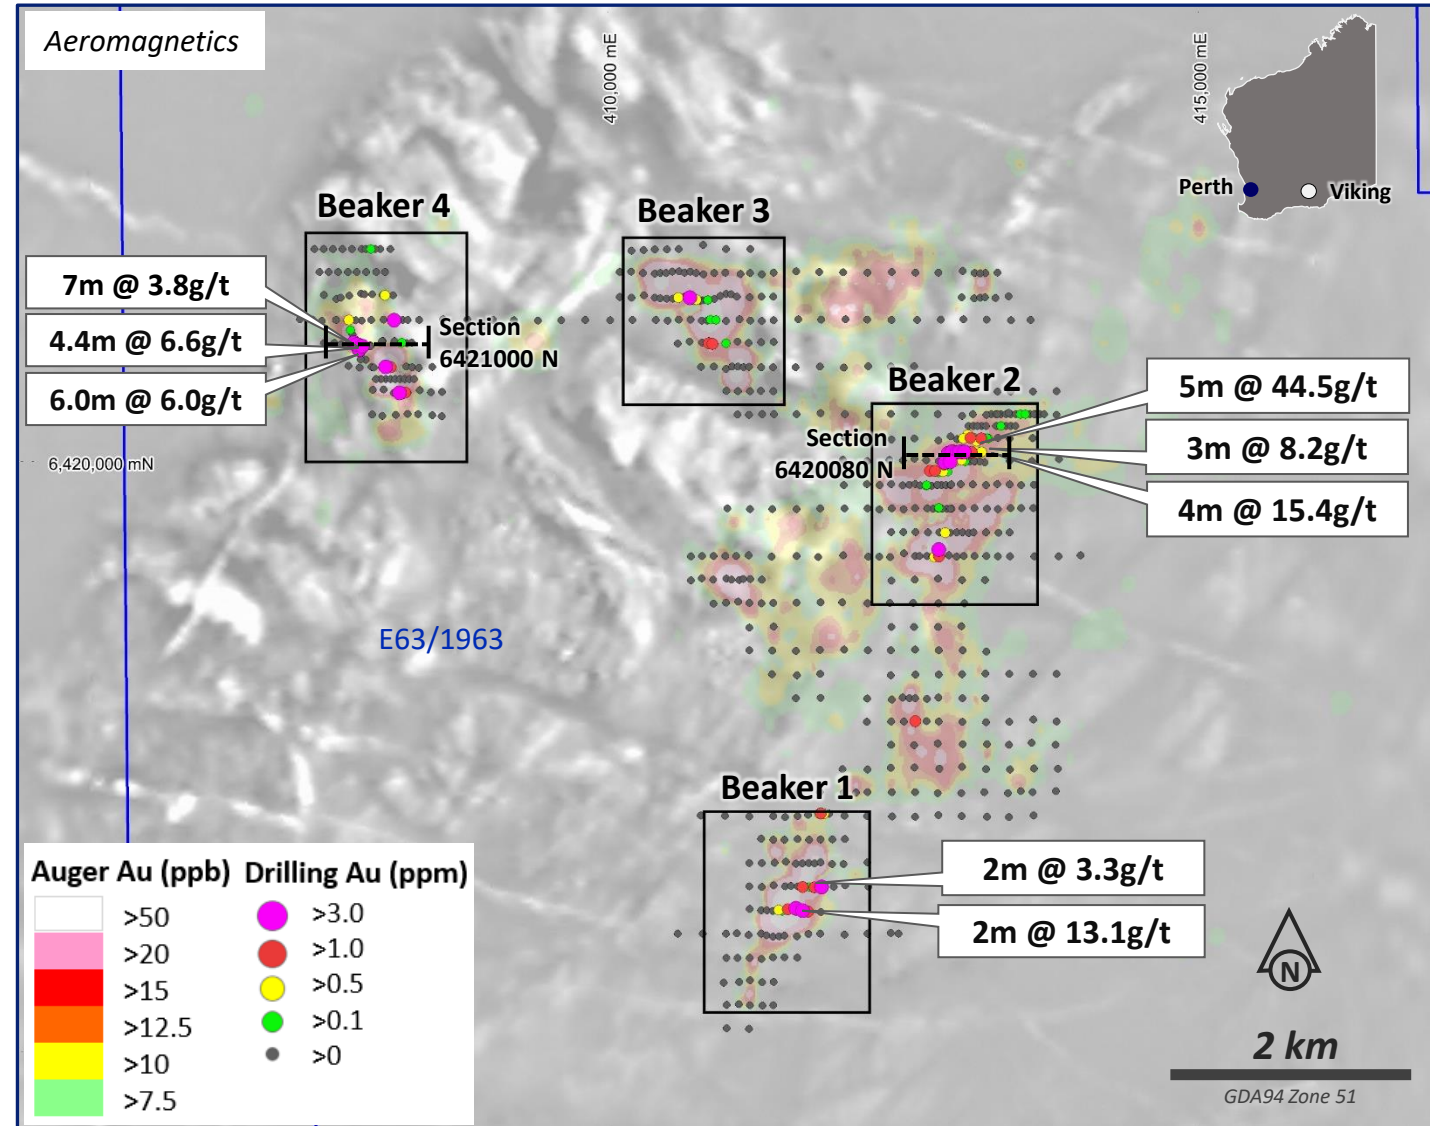 Aeromagnetics
410,000 mE
415,000 mE
Perth
Viking
Beaker 4
Beaker 3
7m @ 3.8g/t
4.4m @ 6.6g/t
6.0m @ 6.0g/t
Section
6421000 N
Beaker 2
5m @ 44.5g/t
3m @ 8.2g/t
4m @ 15.4g/t
Section
6420080 N
6,420,000 mN
E63/1963
Beaker 1
2m @ 3.3g/t
2m @ 13.1g/t
Auger Au (ppb)
>50
>20
>15
>12.5
>10
>7.5
Drilling Au (ppm)
>3.0
>1.0
>0.5
>0.1
>0
N
2 km
GDA94 Zone 51